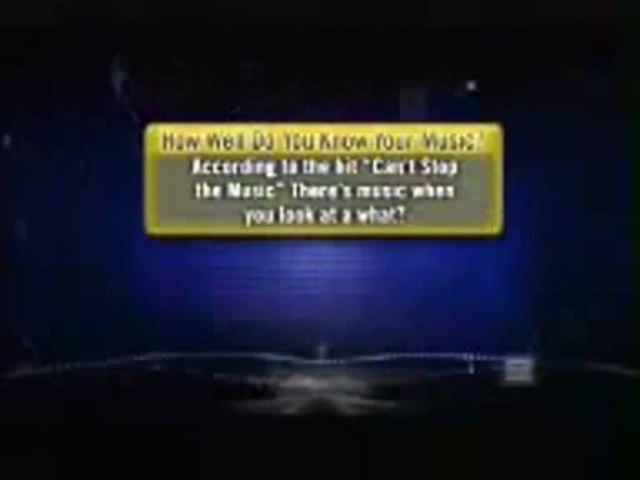 How Well Do You Know Your Music?
According to the hit "Can't Stop
the Music" There's music when
you look at a what?